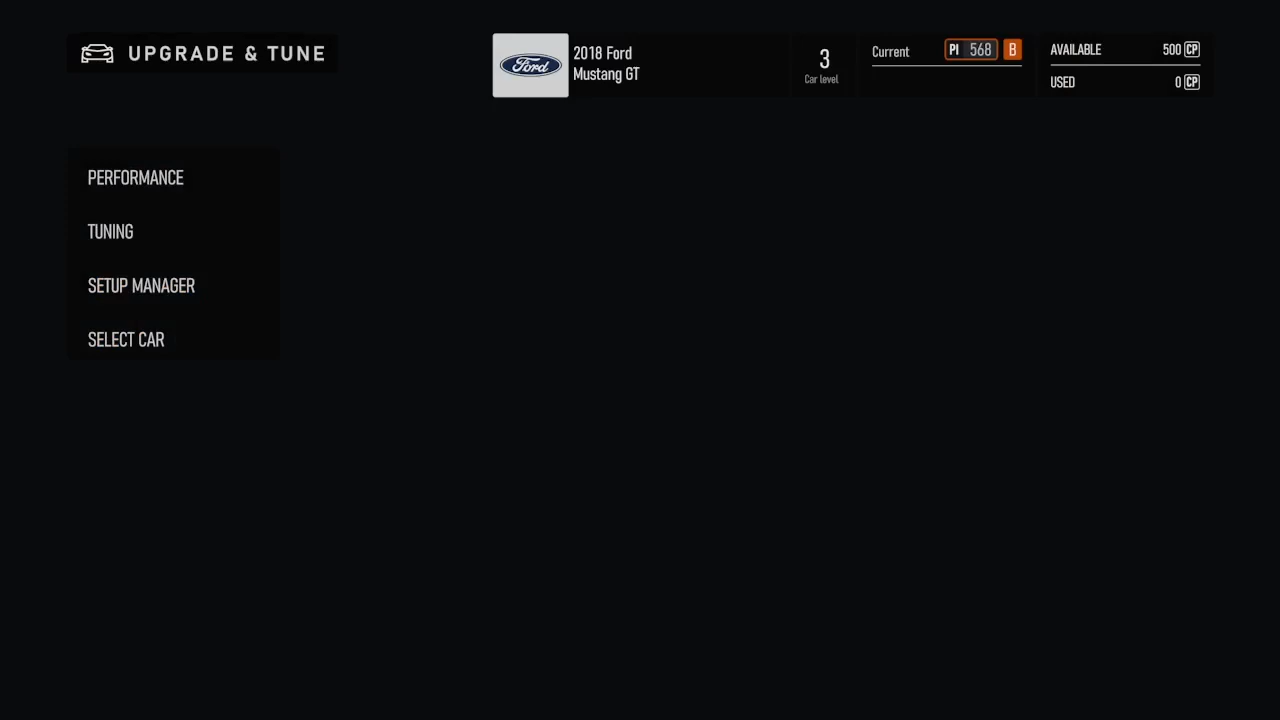 UPGRADE & TUNE
Ford
2018 Ford
Mustang GT
3
Car level
Current PI 568 B
AVAILABLE 500 CP
USED 0 CP
PERFORMANCE
TUNING
SETUP MANAGER
SELECT CAR